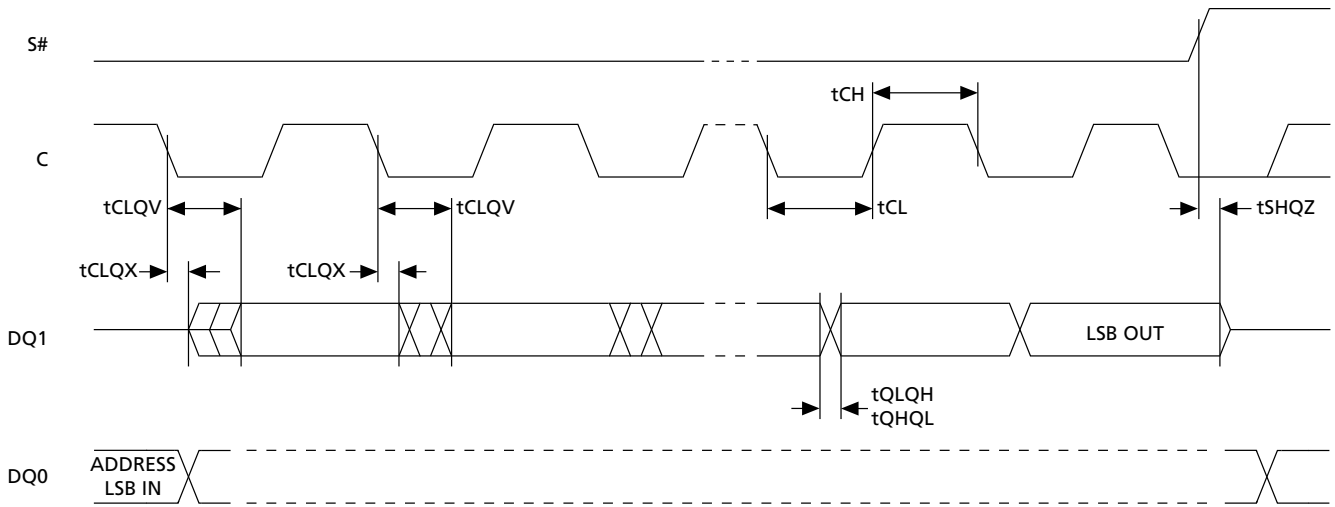 S#
tCH
C
tCLQV
tCLQV
tCL
tSHQZ
tCLQX
tCLQX
DQ1
LSB OUT
tQLQH
tQHQL
DQ0
ADDRESS
LSB IN